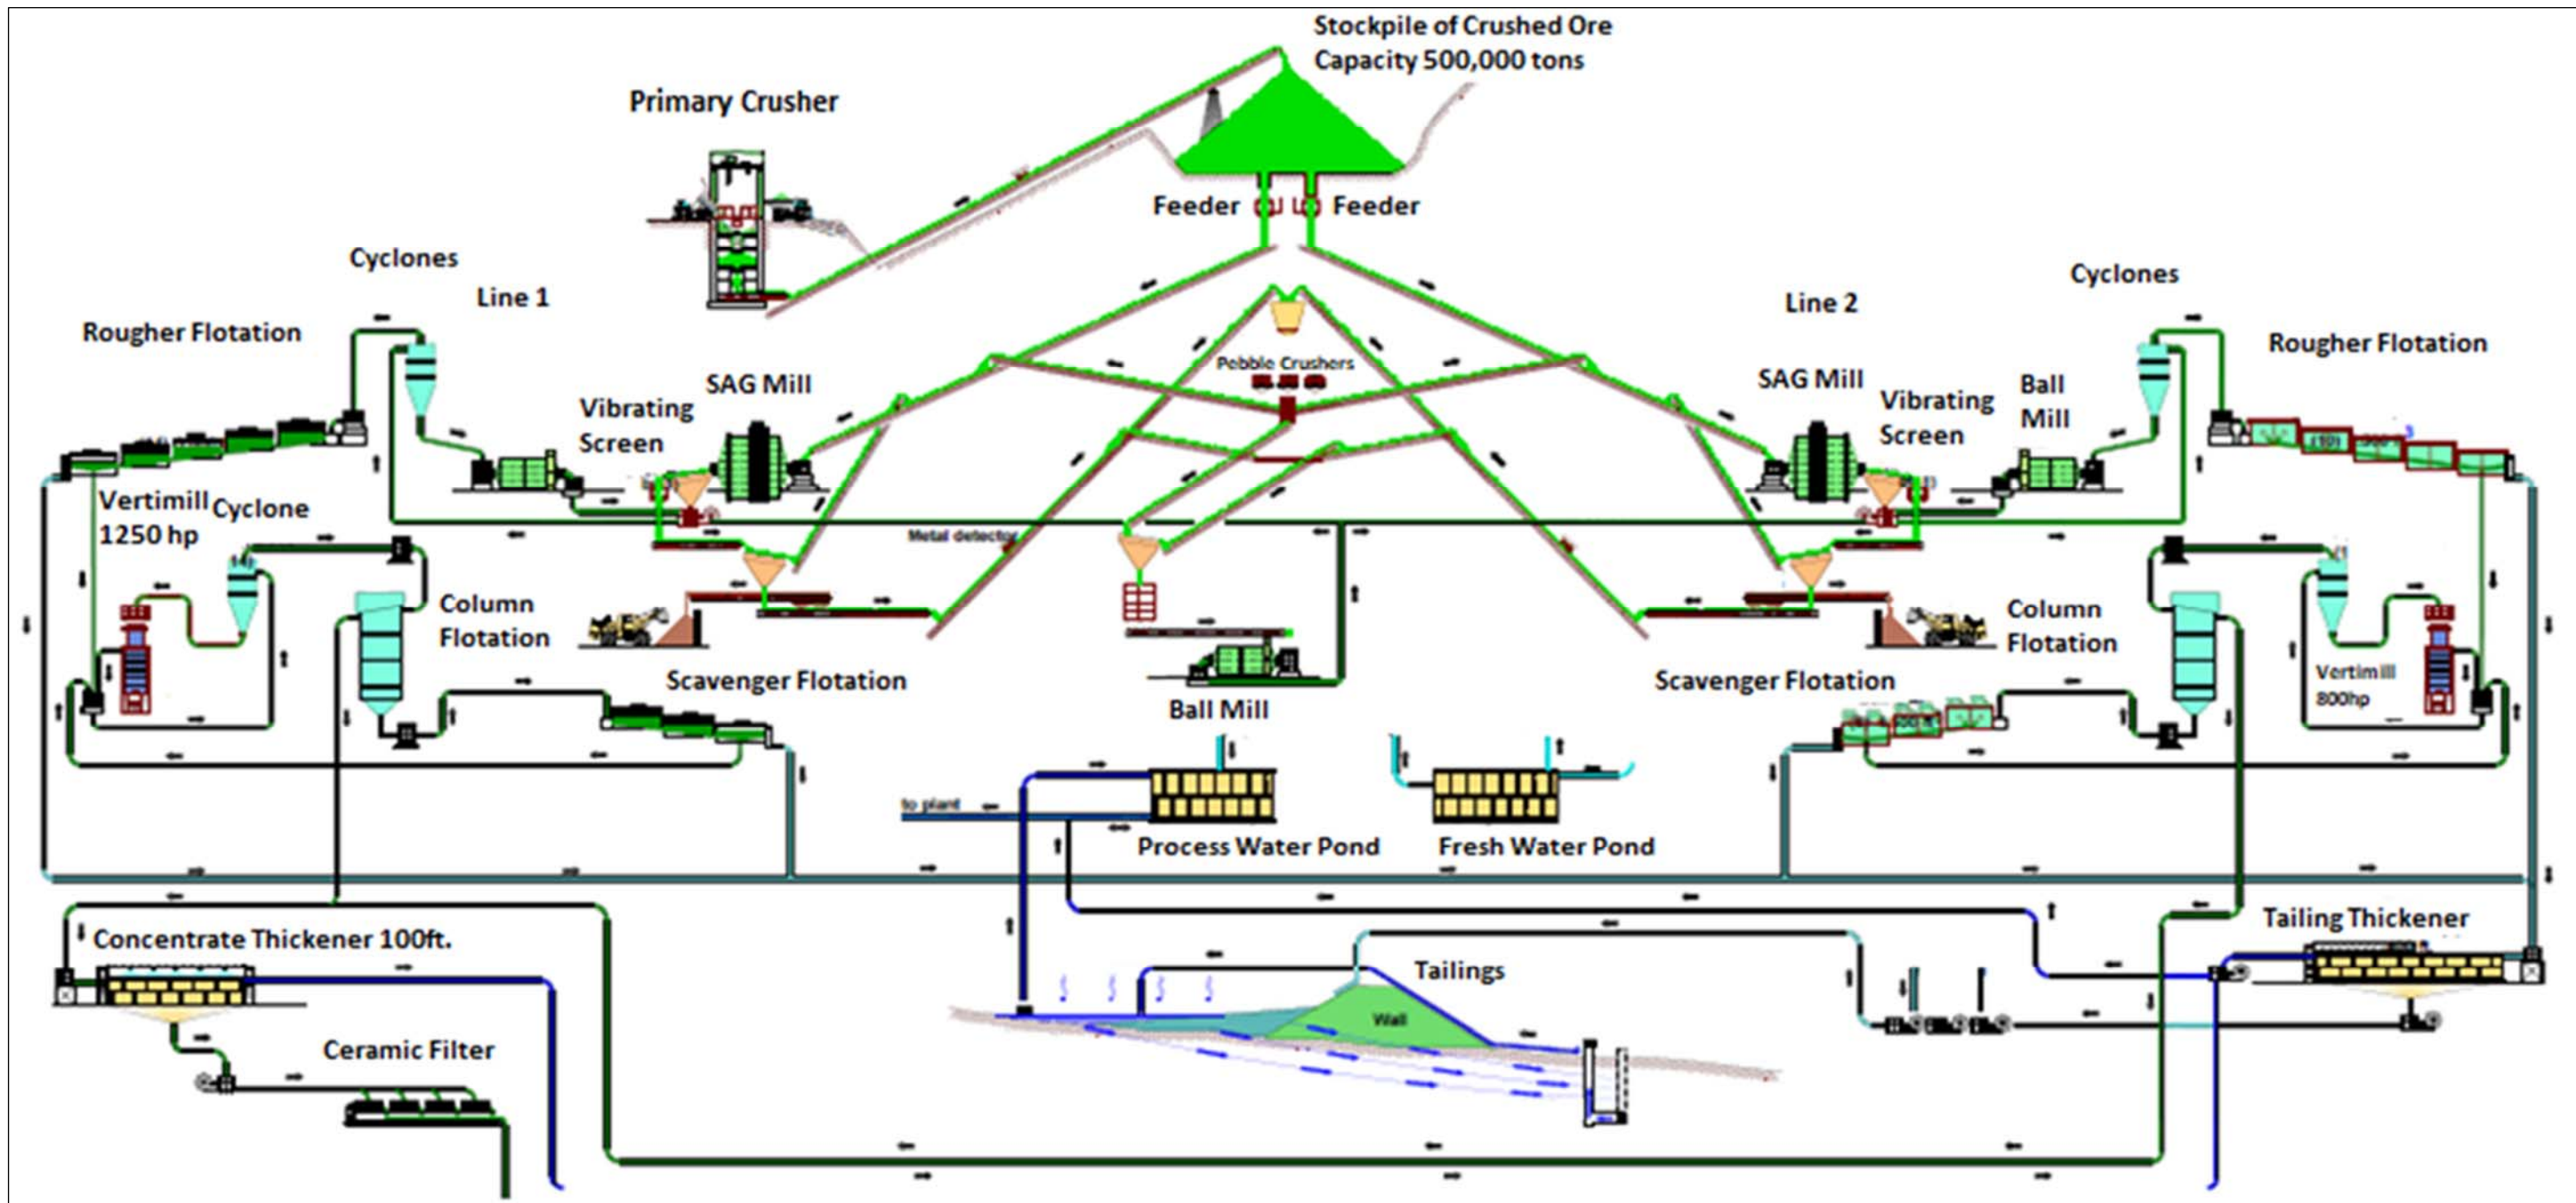 Stockpile of Crushed Ore
Capacity 500,000 tons
Primary Crusher
Feeder
Feeder
Cyclones
Line 1
Line 2
Cyclones
Rougher Flotation
Rougher Flotation
Pebble Crushers
SAG Mill
SAG Mill
Vibrating
Screen
Vibrating
Screen
Ball
Mill
Vertimill
1250 hp
Cyclone
Metal detector
Column
Flotation
Column
Flotation
Scavenger Flotation
Scavenger Flotation
Vertimill
800hp
Ball Mill
to plant
Process Water Pond
Fresh Water Pond
Concentrate Thickener 100ft.
Tailing Thickener
Tailings
Wall
Ceramic Filter